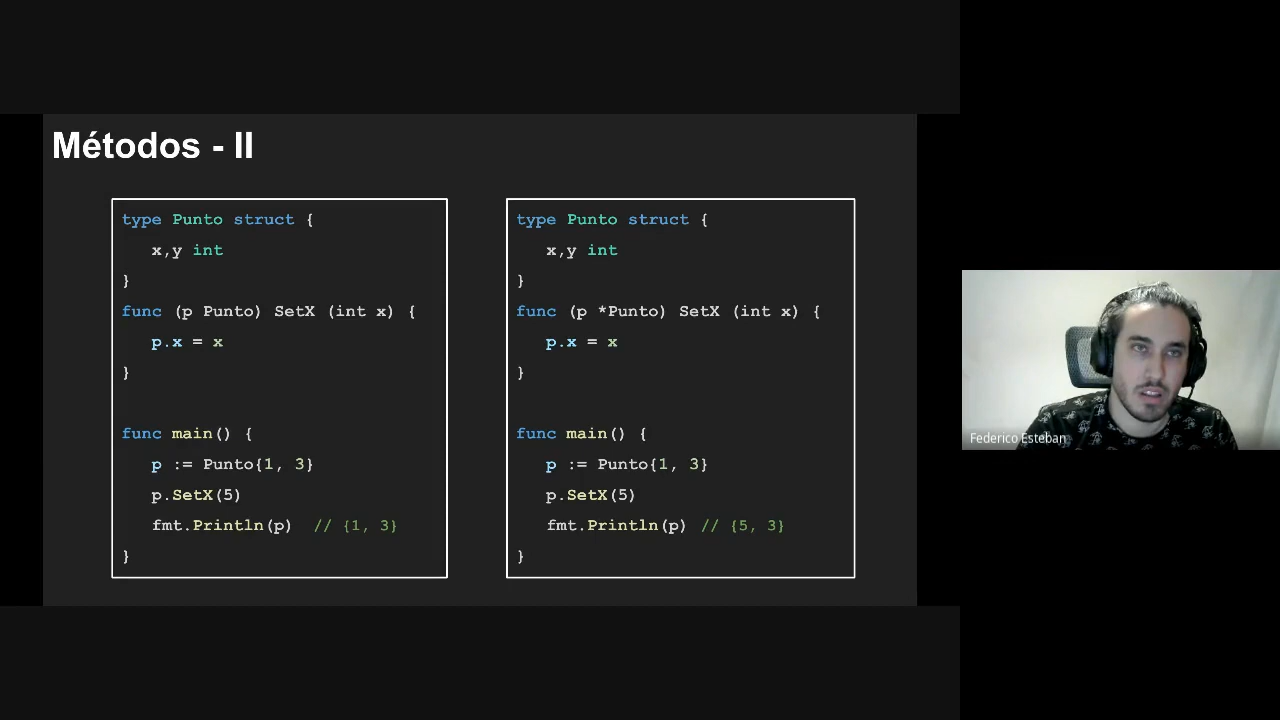 Métodos - II
type Punto struct {
x,y int
}
func (p Punto) SetX (int x) {
p.x = x
}
func main() {
p := Punto{1, 3}
p.SetX(5)
fmt.Println(p) // {1, 3}
}
type Punto struct {
x,y int
}
func (p *Punto) SetX (int x) {
p.x = x
}
func main() {
p := Punto{1, 3}
p.SetX(5)
fmt.Println(p) // {5, 3}
}
Federico Esteban